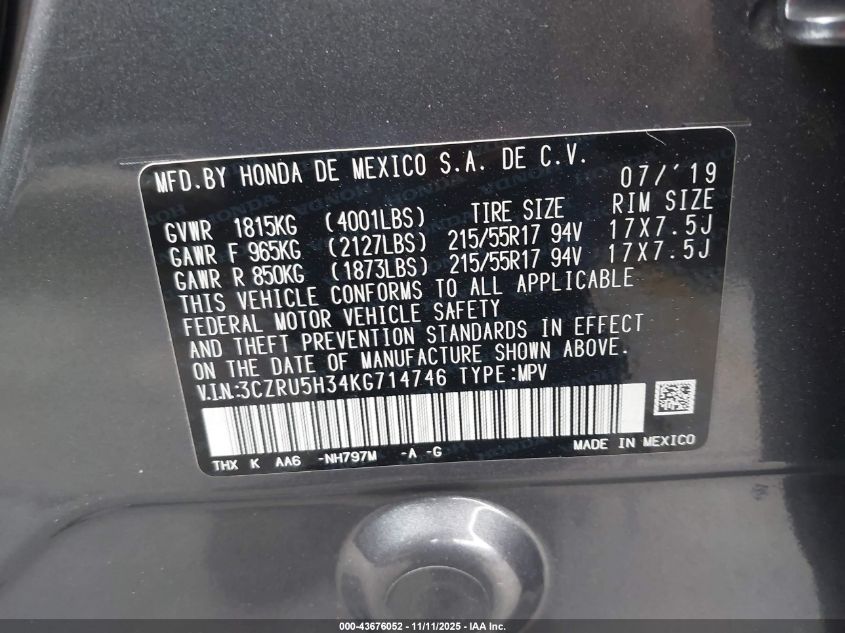 MFD.BY HONDA DE MEXICO S.A. DE C.V.
07/'19
GVWR 1815KG (4001LBS) TIRE SIZE RIM SIZE
GAWR F 965KG (2127LBS) 215/55R17 94V 17X7.5J
GAWR R 850KG (1873LBS) 215/55R17 94V 17X7.5J
THIS VEHICLE CONFORMS TO ALL APPLICABLE
FEDERAL MOTOR VEHICLE SAFETY
AND THEFT PREVENTION STANDARDS IN EFFECT
ON THE DATE OF MANUFACTURE SHOWN ABOVE.
V.I.N:3CZRU5H34KG714746 TYPE:MPV
MADE IN MEXICO
THX K AA6 -NH797M -A -G
000-43676052 - 11/11/2025 - IAA Inc.